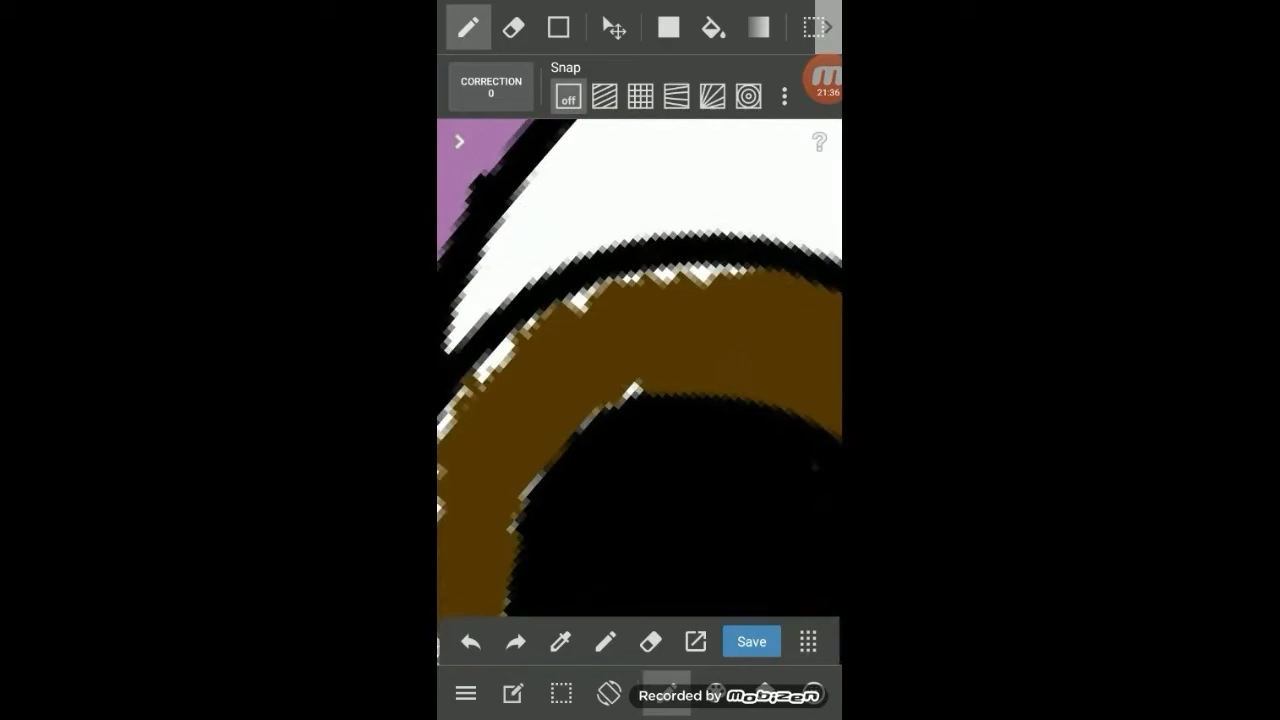 Snap
CORRECTION
0
off
21:36
Save
Recorded by Mobizen